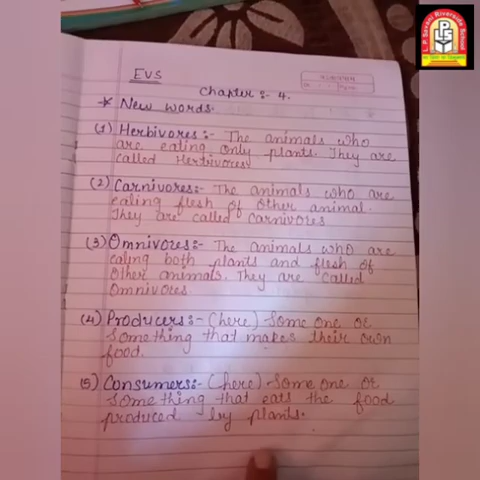 L P Savani Riverside School
LPS
EVS
Chapter :- 4.
* New words.
(1) Herbivores :- The animals who
are eating only plants. They are
called Herbivores
(2) Carnivores:- The animals who are
eating flesh of other animal.
They are called Carnivores
(3) Omnivores:- The animals who are
eating both plants and flesh of
other animals. They are called
Omnivores.
(4) Producers :- (here) Some one or
something that makes their own
food.
(5) Consumers:- (here) Some one or
Something that eats the food
produced by plants.